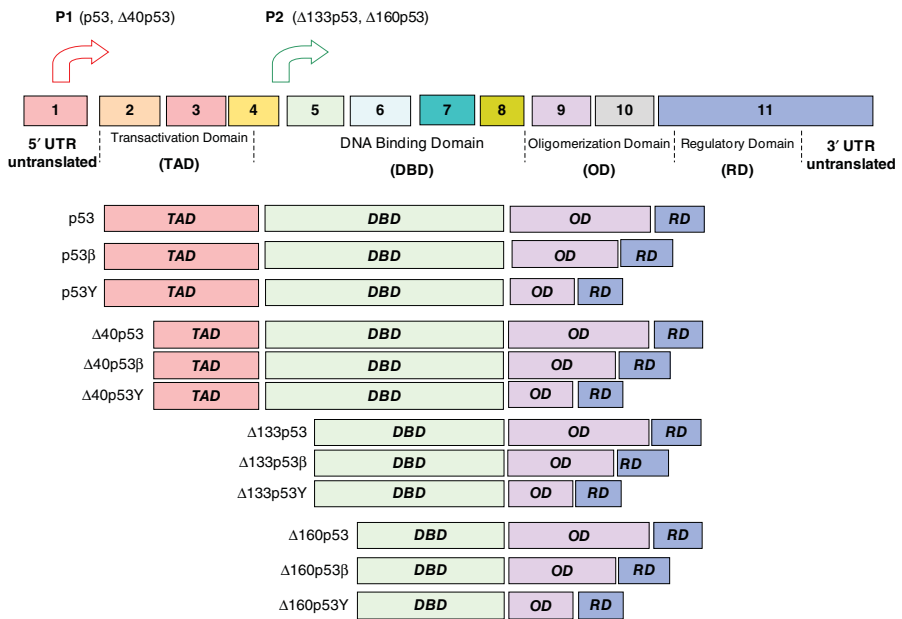 P1 (p53, Δ40p53) P2 (Δ133p53, Δ160p53)
1 2 3 4 5 6 7 8 9 10 11
5′ UTR untranslated
Transactivation Domain
(TAD)
DNA Binding Domain
(DBD)
Oligomerization Domain
(OD)
Regulatory Domain
(RD)
3′ UTR
untranslated
p53 TAD DBD OD RD
p53β TAD DBD OD RD
p53Y TAD DBD OD RD
Δ40p53 TAD DBD OD RD
Δ40p53β TAD DBD OD RD
Δ40p53Y TAD DBD OD RD
Δ133p53 DBD OD RD
Δ133p53β DBD OD RD
Δ133p53Y DBD OD RD
Δ160p53 DBD OD RD
Δ160p53β DBD OD RD
Δ160p53Y DBD OD RD